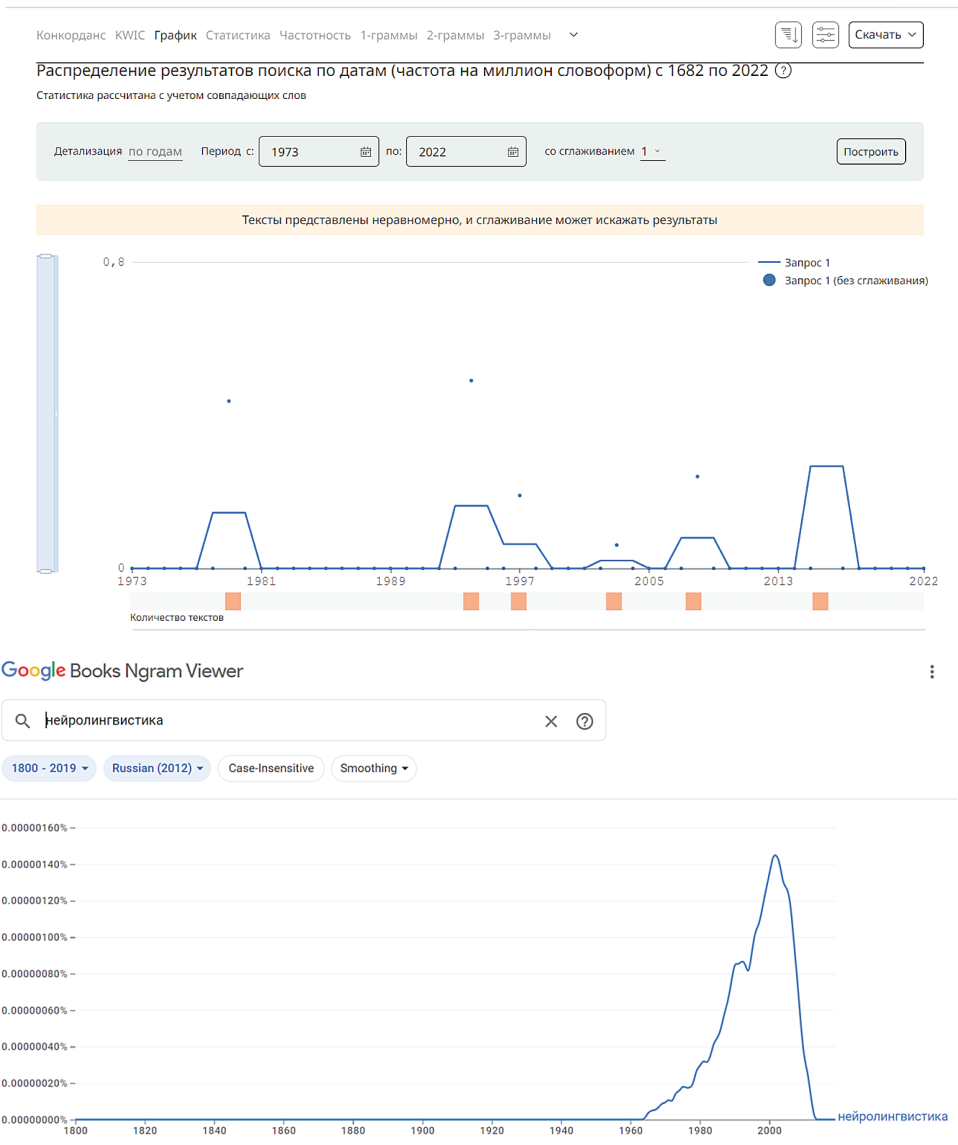 Конкорданс KWIC График Статистика Частотность 1-граммы 2-граммы 3-граммы
Скачать
Распределение результатов поиска по датам (частота на миллион словоформ) с 1682 по 2022 ?
Статистика рассчитана с учетом совпадающих слов
Детализация по годам Период с: 1973 по: 2022 со сглаживанием 1 Построить
Тексты представлены неравномерно, и сглаживание может искажать результаты
0,8
Запрос 1
Запрос 1 (без сглаживания)
0
1973 1981 1989 1997 2005 2013 2022
Количество текстов
Google Books Ngram Viewer
нейролингвистика
1800 - 2019 Russian (2012) Case-Insensitive Smoothing
0.00000160%
0.00000140%
0.00000120%
0.00000100%
0.00000080%
0.00000060%
0.00000040%
0.00000020%
0.00000000%
нейролингвистика
1800 1820 1840 1860 1880 1900 1920 1940 1960 1980 2000